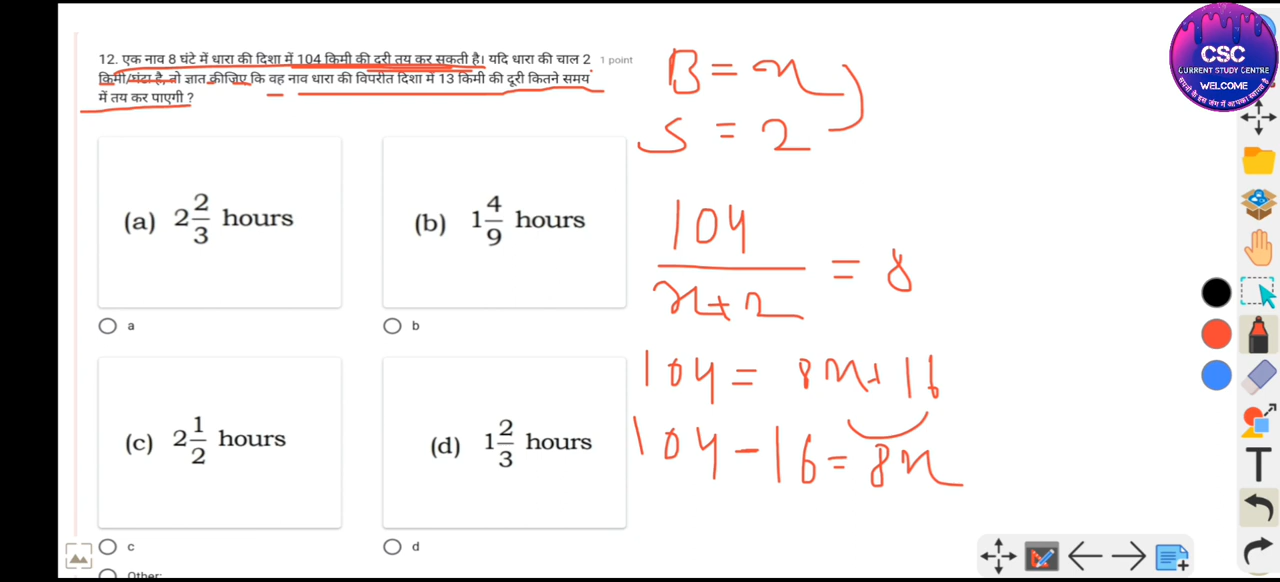 12. एक नाव 8 घंटे में धारा की दिशा में 104 किमी की दूरी तय कर सकती है। यदि धारा की चाल 2 1 point
किमी/घंटा है, तो ज्ञात कीजिए कि वह नाव धारा की विपरीत दिशा में 13 किमी की दूरी कितने समय
में तय कर पाएगी ?
(a) 2 2/3 hours
(b) 1 4/9 hours
a
b
(c) 2 1/2 hours
(d) 1 2/3 hours
c
d
Other:
B = x
S = 2
104/(x+2) = 8
104 = 8x+16
104-16=8x
CSC
CURRENT STUDY CENTRE
WELCOME
T